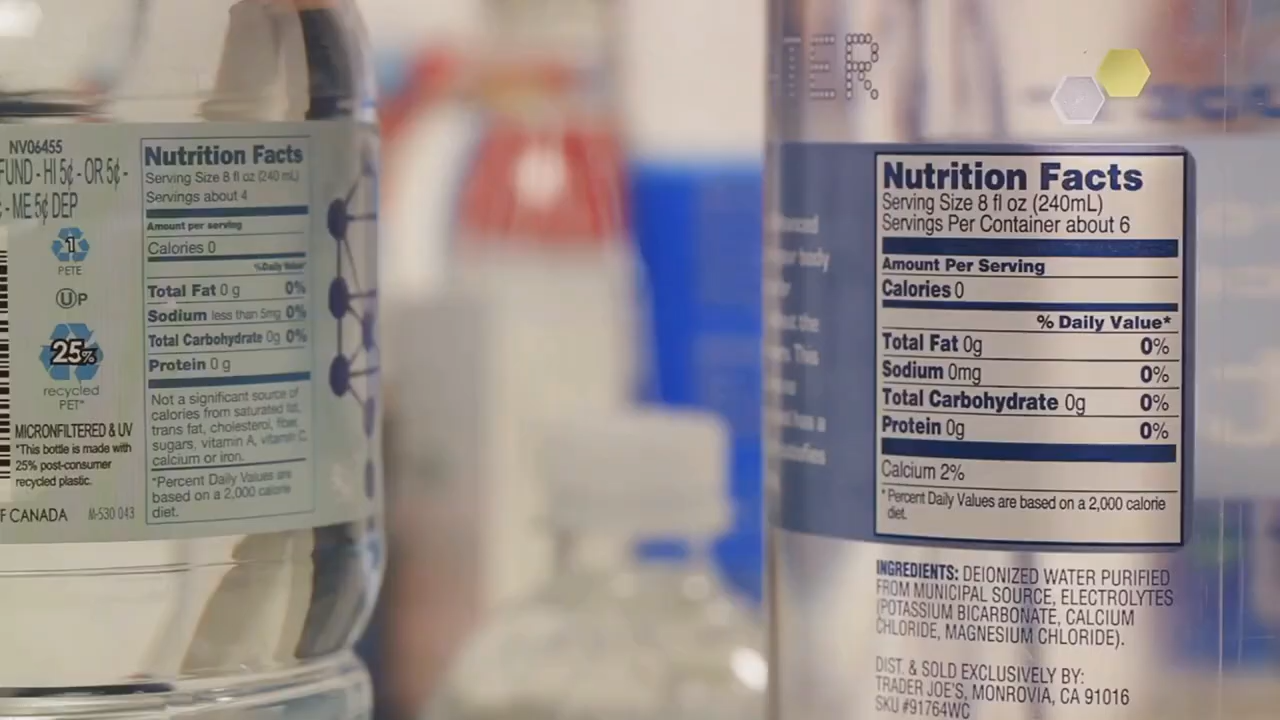 NV06455
FUND - HI 5¢ - OR 5¢ -
- ME 5¢ DEP
1
PETE
U P
25%
recycled
PET*
MICRONFILTERED & UV
*This bottle is made with
25% post-consumer
recycled plastic.
F CANADA M-530 043
Nutrition Facts
Serving Size 8 fl oz (240 mL)
Servings about 4
Amount per serving
Calories 0
%Daily Value*
Total Fat 0 g 0%
Sodium less than 5mg 0%
Total Carbohydrate 0g 0%
Protein 0 g
Not a significant source of
calories from saturated fat,
trans fat, cholesterol, fiber,
sugars, vitamin A, vitamin C,
calcium or iron.
*Percent Daily Values are
based on a 2,000 calorie
diet.
TER
Nutrition Facts
Serving Size 8 fl oz (240mL)
Servings Per Container about 6
Amount Per Serving
Calories 0
% Daily Value*
Total Fat 0g 0%
Sodium 0mg 0%
Total Carbohydrate 0g 0%
Protein 0g 0%
Calcium 2%
* Percent Daily Values are based on a 2,000 calorie
diet.
INGREDIENTS: DEIONIZED WATER PURIFIED
FROM MUNICIPAL SOURCE, ELECTROLYTES
(POTASSIUM BICARBONATE, CALCIUM
CHLORIDE, MAGNESIUM CHLORIDE).
DIST. & SOLD EXCLUSIVELY BY:
TRADER JOE'S, MONROVIA, CA 91016
SKU #91764WC